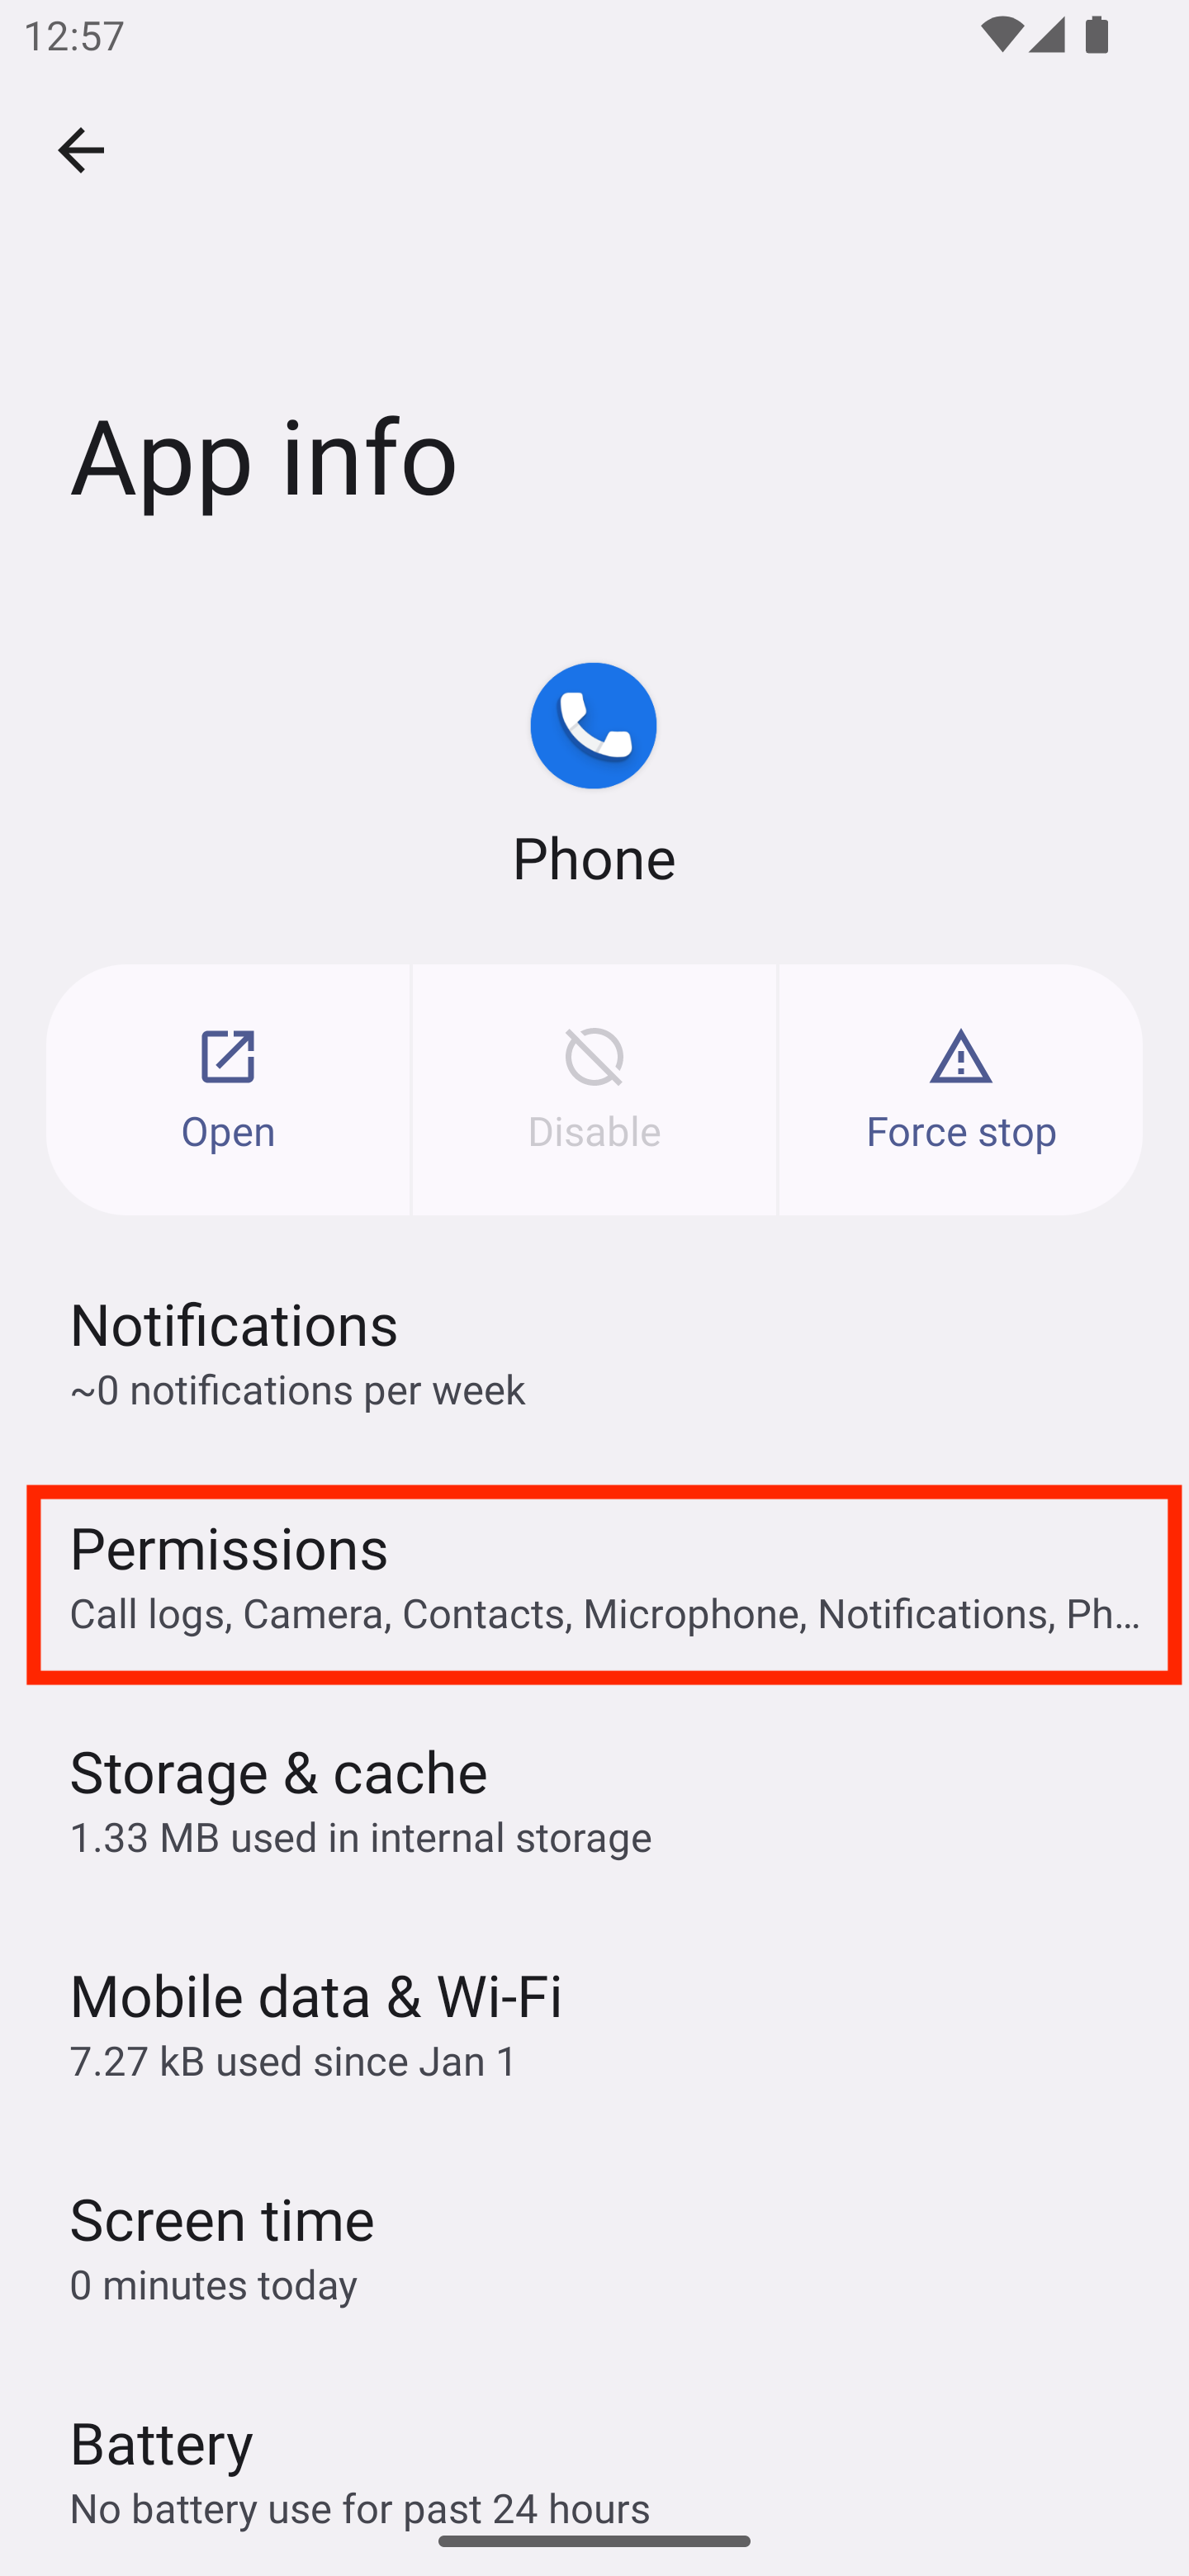 12:57
App info
Phone
Open
Disable
Force stop
Notifications
~0 notifications per week
Permissions
Call logs, Camera, Contacts, Microphone, Notifications, Ph...
Storage & cache
1.33 MB used in internal storage
Mobile data & Wi-Fi
7.27 kB used since Jan 1
Screen time
0 minutes today
Battery
No battery use for past 24 hours